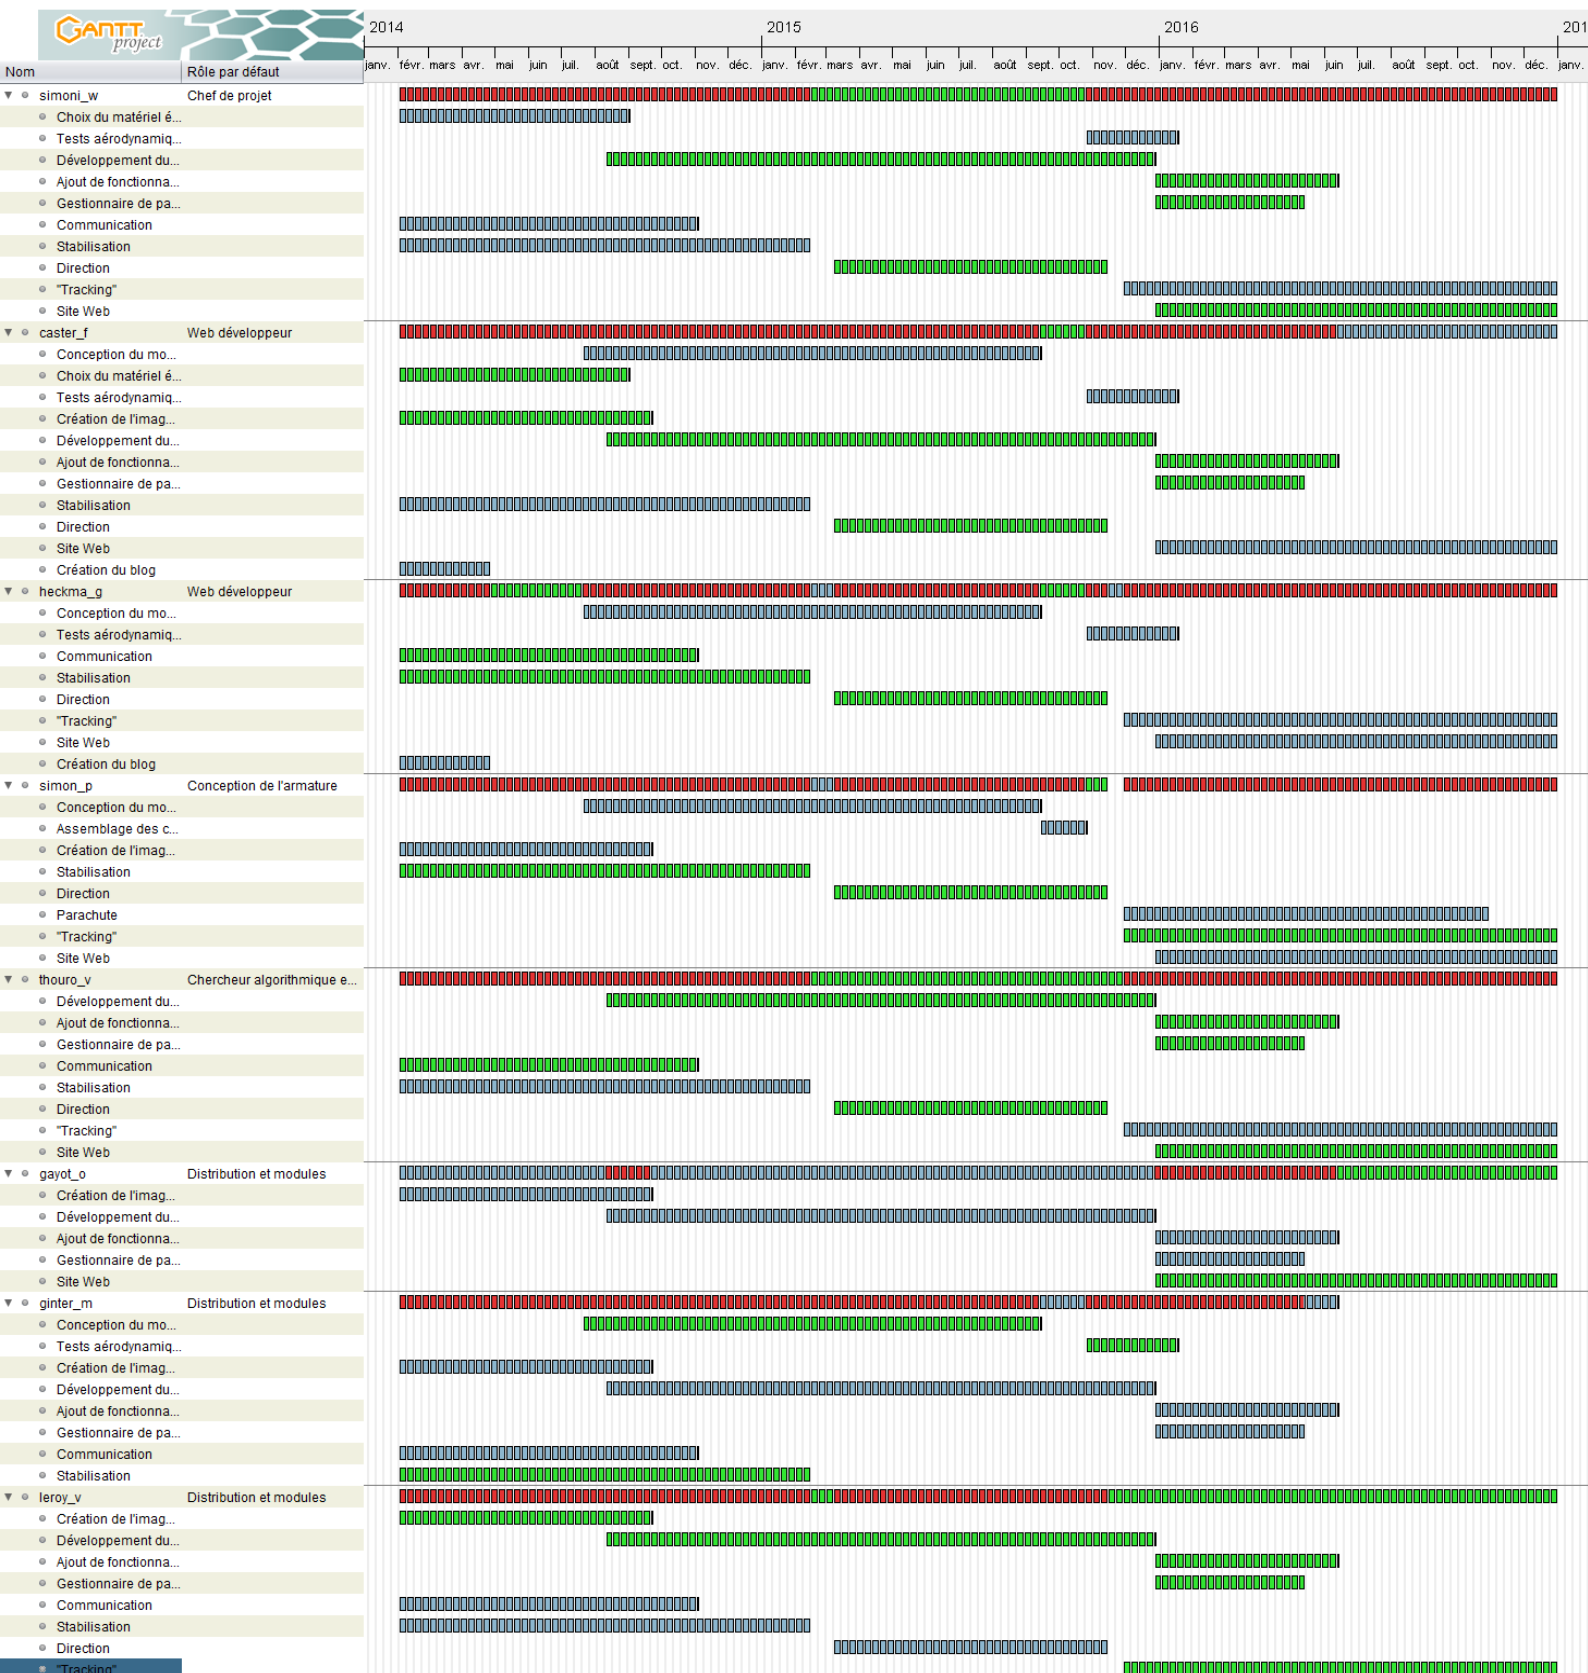 GANTT
project
2014 2015 2016 201
janv. févr. mars avr. mai juin juil. août sept. oct. nov. déc. janv. févr. mars avr. mai juin juil. août sept. oct. nov. déc. janv. févr. mars avr. mai juin juil. août sept. oct. nov. déc. janv.
Nom Rôle par défaut
simoni_w Chef de projet
Choix du matériel é...
Tests aérodynamiq...
Développement du...
Ajout de fonctionna...
Gestionnaire de pa...
Communication
Stabilisation
Direction
"Tracking"
Site Web
caster_f Web développeur
Conception du mo...
Choix du matériel é...
Tests aérodynamiq...
Création de l'imag...
Développement du...
Ajout de fonctionna...
Gestionnaire de pa...
Stabilisation
Direction
Site Web
Création du blog
heckma_g Web développeur
Conception du mo...
Tests aérodynamiq...
Communication
Stabilisation
Direction
"Tracking"
Site Web
Création du blog
simon_p Conception de l'armature
Conception du mo...
Assemblage des c...
Création de l'imag...
Stabilisation
Direction
Parachute
"Tracking"
Site Web
thouro_v Chercheur algorithmique e...
Développement du...
Ajout de fonctionna...
Gestionnaire de pa...
Communication
Stabilisation
Direction
"Tracking"
Site Web
gayot_o Distribution et modules
Création de l'imag...
Développement du...
Ajout de fonctionna...
Gestionnaire de pa...
Site Web
ginter_m Distribution et modules
Conception du mo...
Tests aérodynamiq...
Création de l'imag...
Développement du...
Ajout de fonctionna...
Gestionnaire de pa...
Communication
Stabilisation
leroy_v Distribution et modules
Création de l'imag...
Développement du...
Ajout de fonctionna...
Gestionnaire de pa...
Communication
Stabilisation
Direction
"Tracking"